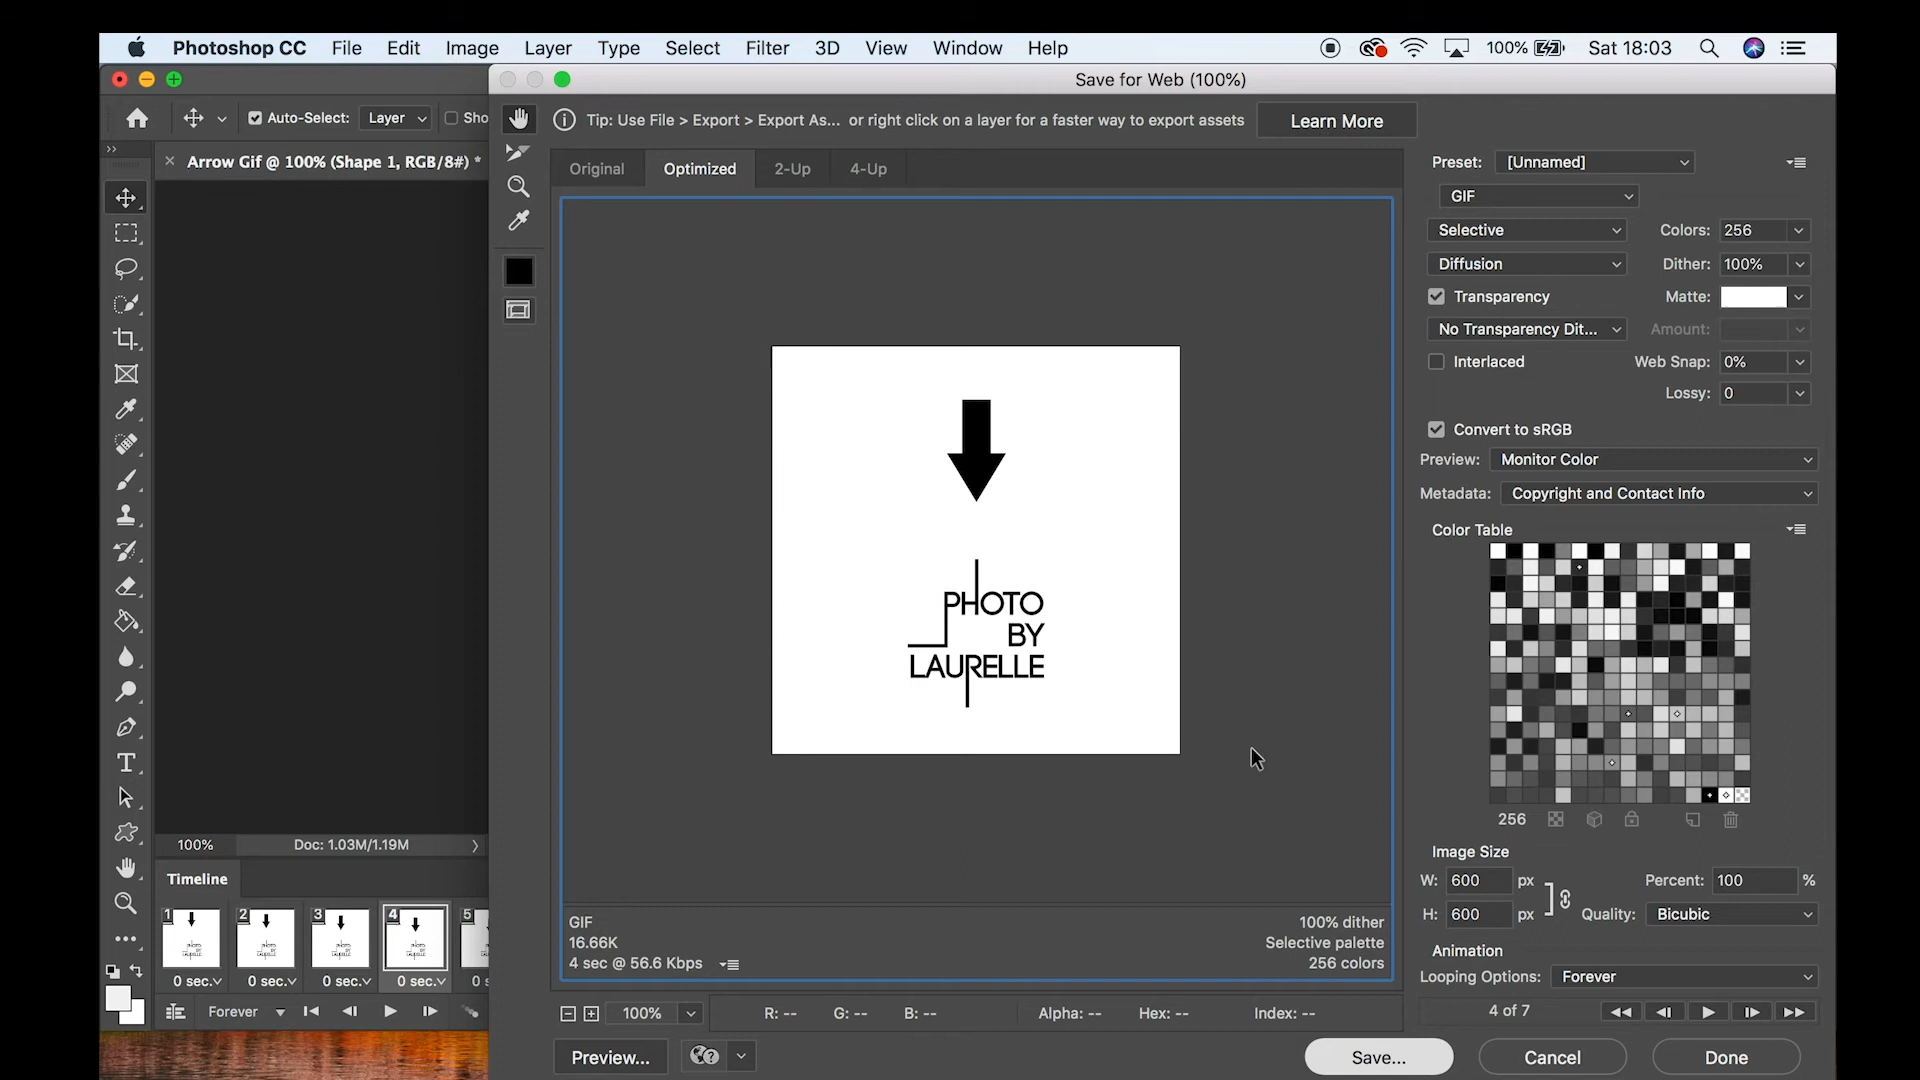 Photoshop CC File Edit Image Layer Type Select Filter 3D View Window Help 100% Sat 18:03
Save for Web (100%)
Auto-Select: Layer Sho
Tip: Use File > Export > Export As... or right click on a layer for a faster way to export assets Learn More
Arrow Gif @ 100% (Shape 1, RGB/8#) *
Original Optimized 2-Up 4-Up
PHOTO
BY
LAURELLE
GIF 100% dither
16.66K Selective palette
4 sec @ 56.6 Kbps 256 colors
100% R: -- G: -- B: -- Alpha: -- Hex: -- Index: --
Preview... Save... Cancel Done
Preset: [Unnamed]
GIF
Selective Colors: 256
Diffusion Dither: 100%
Transparency Matte:
No Transparency Dit... Amount:
Interlaced Web Snap: 0%
Lossy: 0
Convert to sRGB
Preview: Monitor Color
Metadata: Copyright and Contact Info
Color Table
256
Image Size
W: 600 px Percent: 100 %
H: 600 px Quality: Bicubic
Animation
Looping Options: Forever
4 of 7
100% Doc: 1.03M/1.19M
Timeline
1 2 3 4 5
0 sec. 0 sec. 0 sec. 0 sec. 0 s
Forever